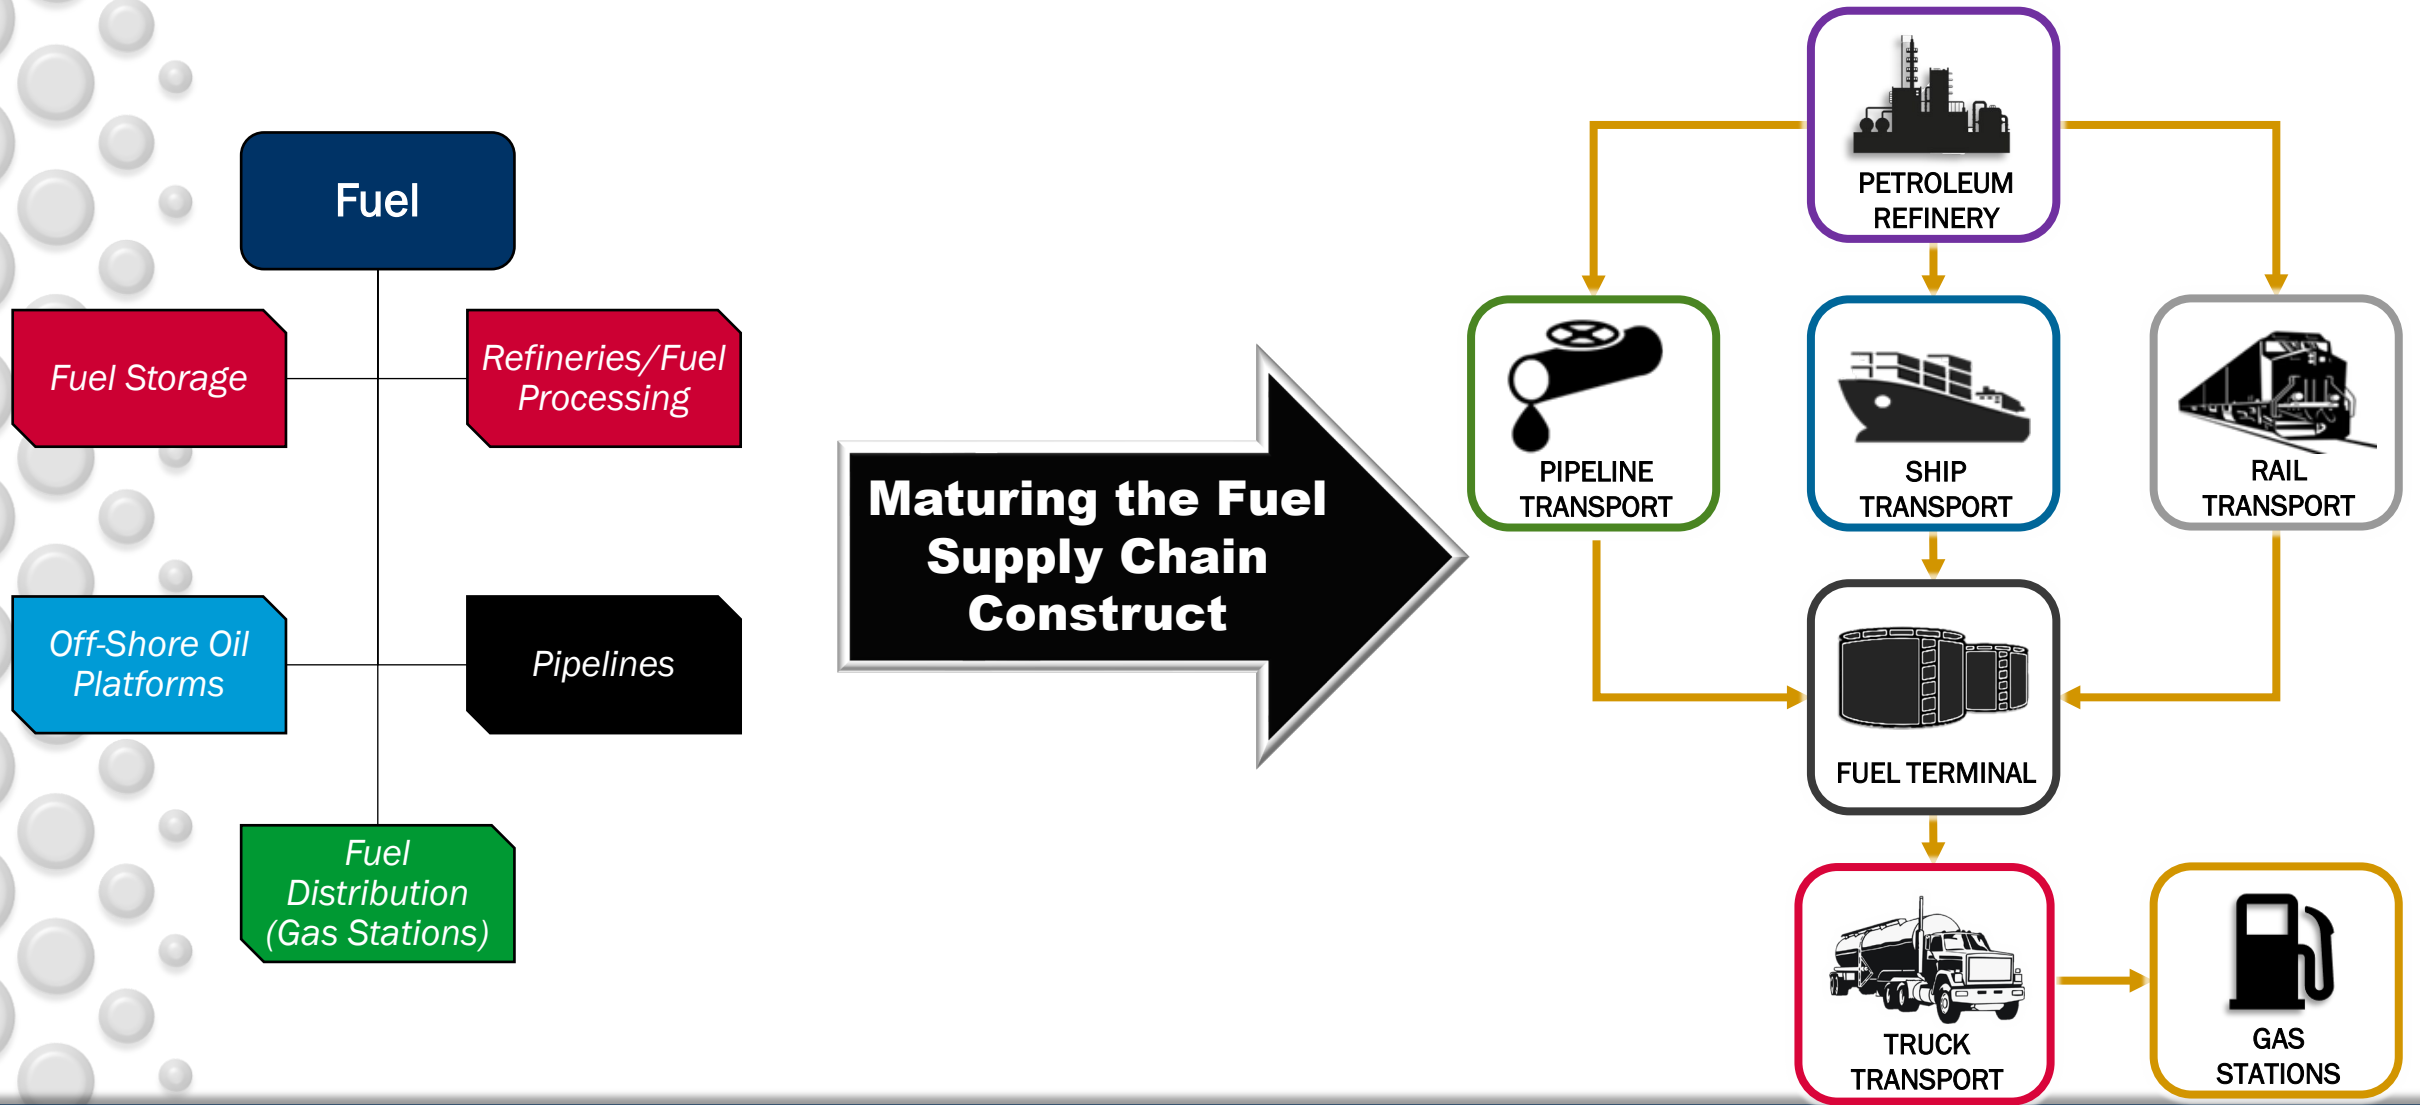 Fuel
Fuel Storage
Refineries/Fuel
Processing
Off-Shore Oil
Platforms
Pipelines
Fuel
Distribution
(Gas Stations)
Maturing the Fuel
Supply Chain
Construct
PETROLEUM
REFINERY
PIPELINE
TRANSPORT
SHIP
TRANSPORT
RAIL
TRANSPORT
FUEL TERMINAL
TRUCK
TRANSPORT
GAS
STATIONS